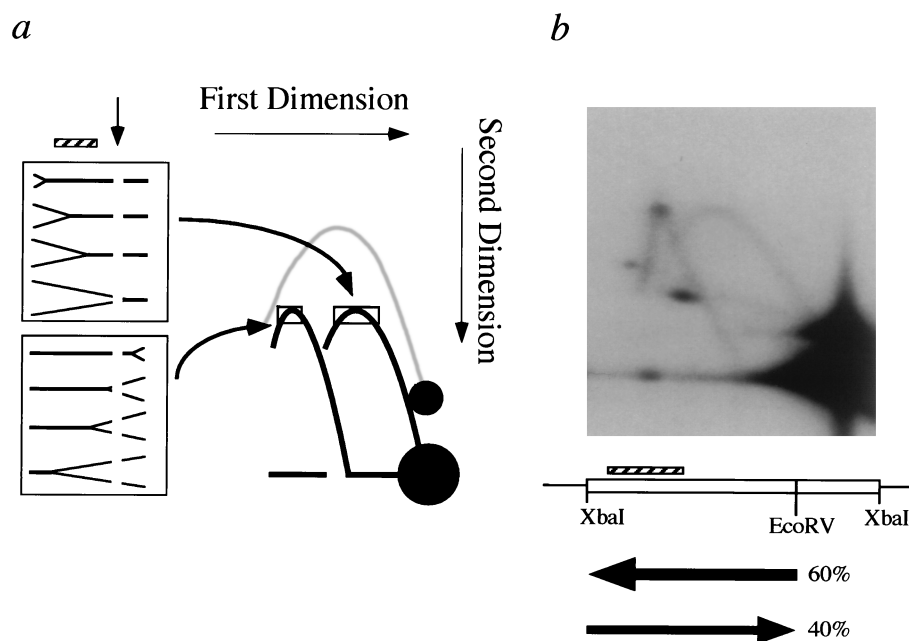 a
b
First Dimension
Second Dimension
XbaI
EcoRV
XbaI
60%
40%